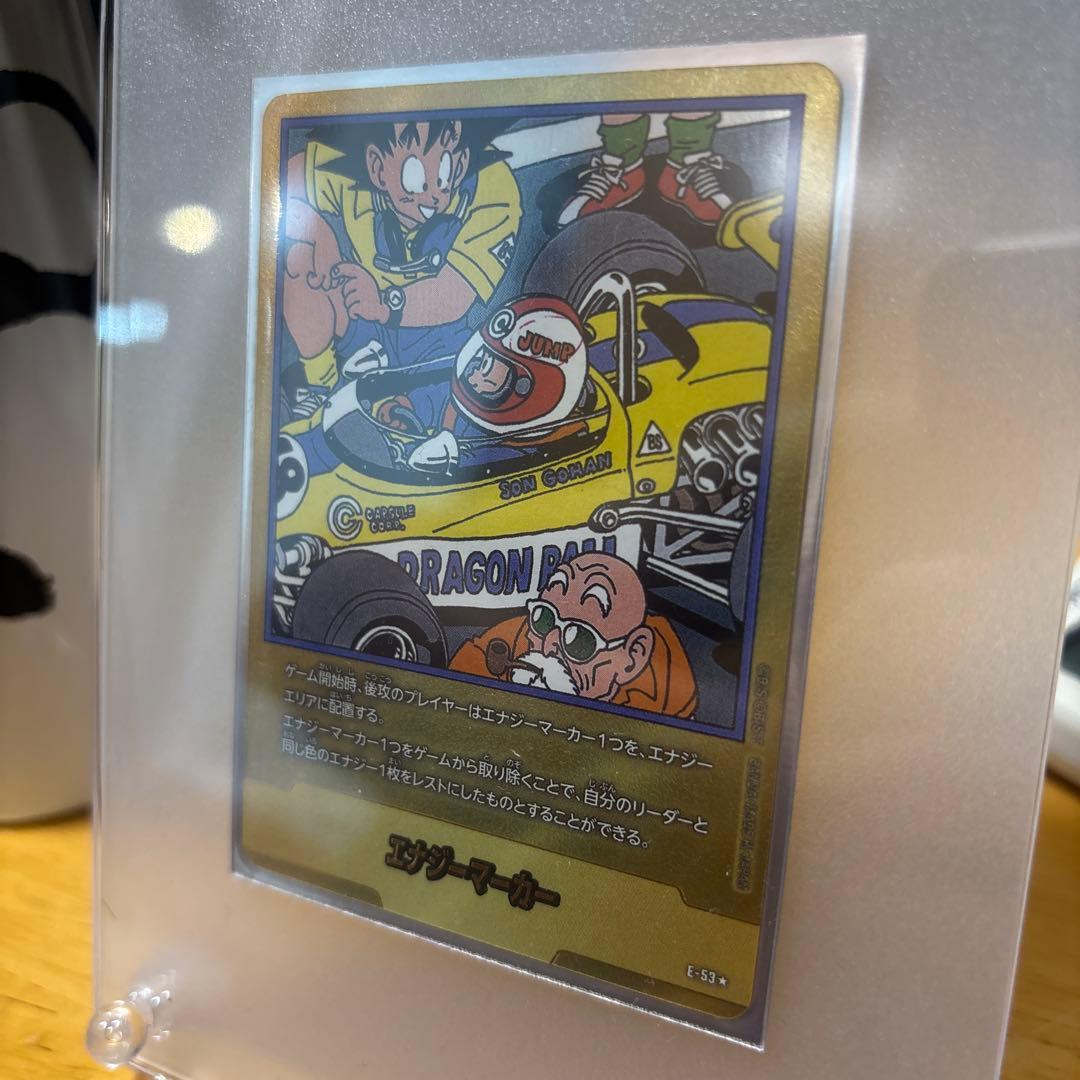 JUMP
BS
SON GOHAN
CAPSULE
CORP.
DRAGON BALL
ゲーム開始時、後攻のプレイヤーはエナジーマーカー1つを、エナジー
エリアに配置する。
エナジーマーカー1つをゲームから取り除くことで、自分のリーダーと
同じ色のエナジー1枚をレストにしたものとすることができる。
エナジーマーカー
E-53★